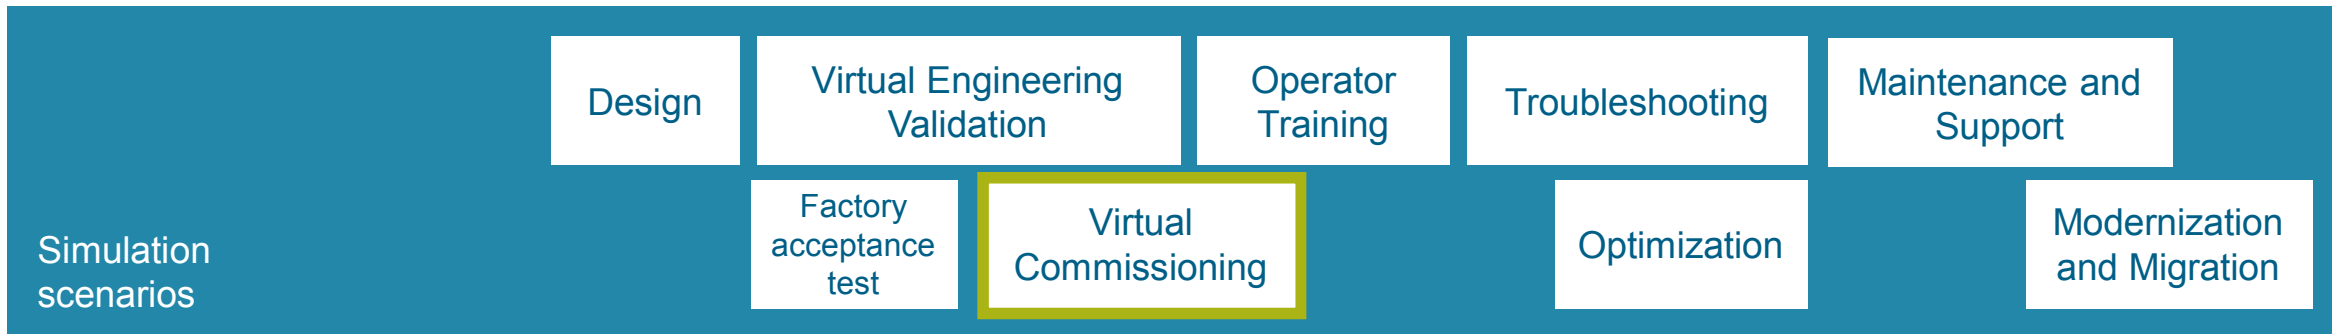 Design
Virtual Engineering
Validation
Operator
Training
Troubleshooting
Maintenance and
Support
Simulation
scenarios
Factory
acceptance
test
Virtual
Commissioning
Optimization
Modernization
and Migration